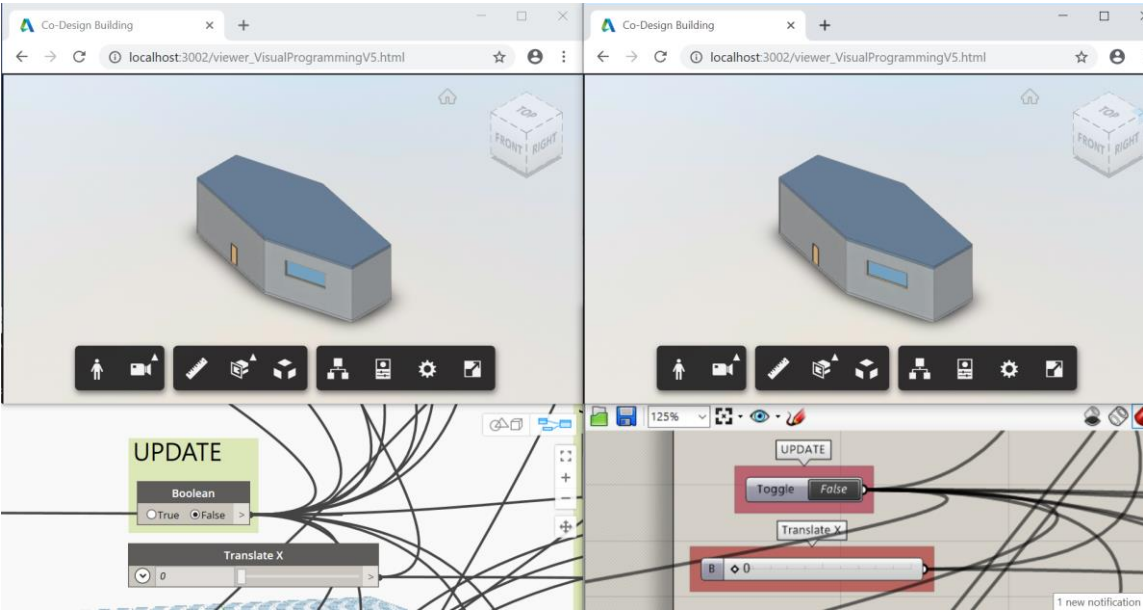 Co-Design Building
localhost:3002/viewer_VisualProgrammingV5.html
TOP
FRONT RIGHT
Co-Design Building
localhost:3002/viewer_VisualProgrammingV5.html
TOP
FRONT RIGHT
UPDATE
Boolean
True False >
Translate X
0 >
125%
UPDATE
Toggle False
Translate X
B 0
1 new notification